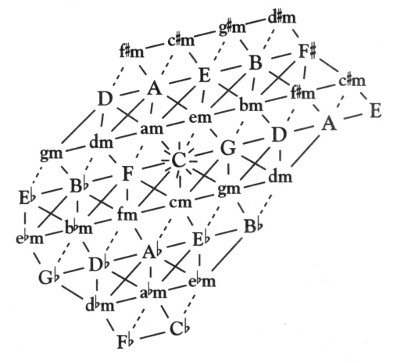 f♯m c♯m g♯m d♯m
D A E B F♯
gm dm am em bm f♯m c♯m
E♭ B♭ F C G D A E
e♭m b♭m fm cm gm dm
G♭ D♭ A♭ E♭ B♭
d♭m a♭m e♭m
F♭ C♭